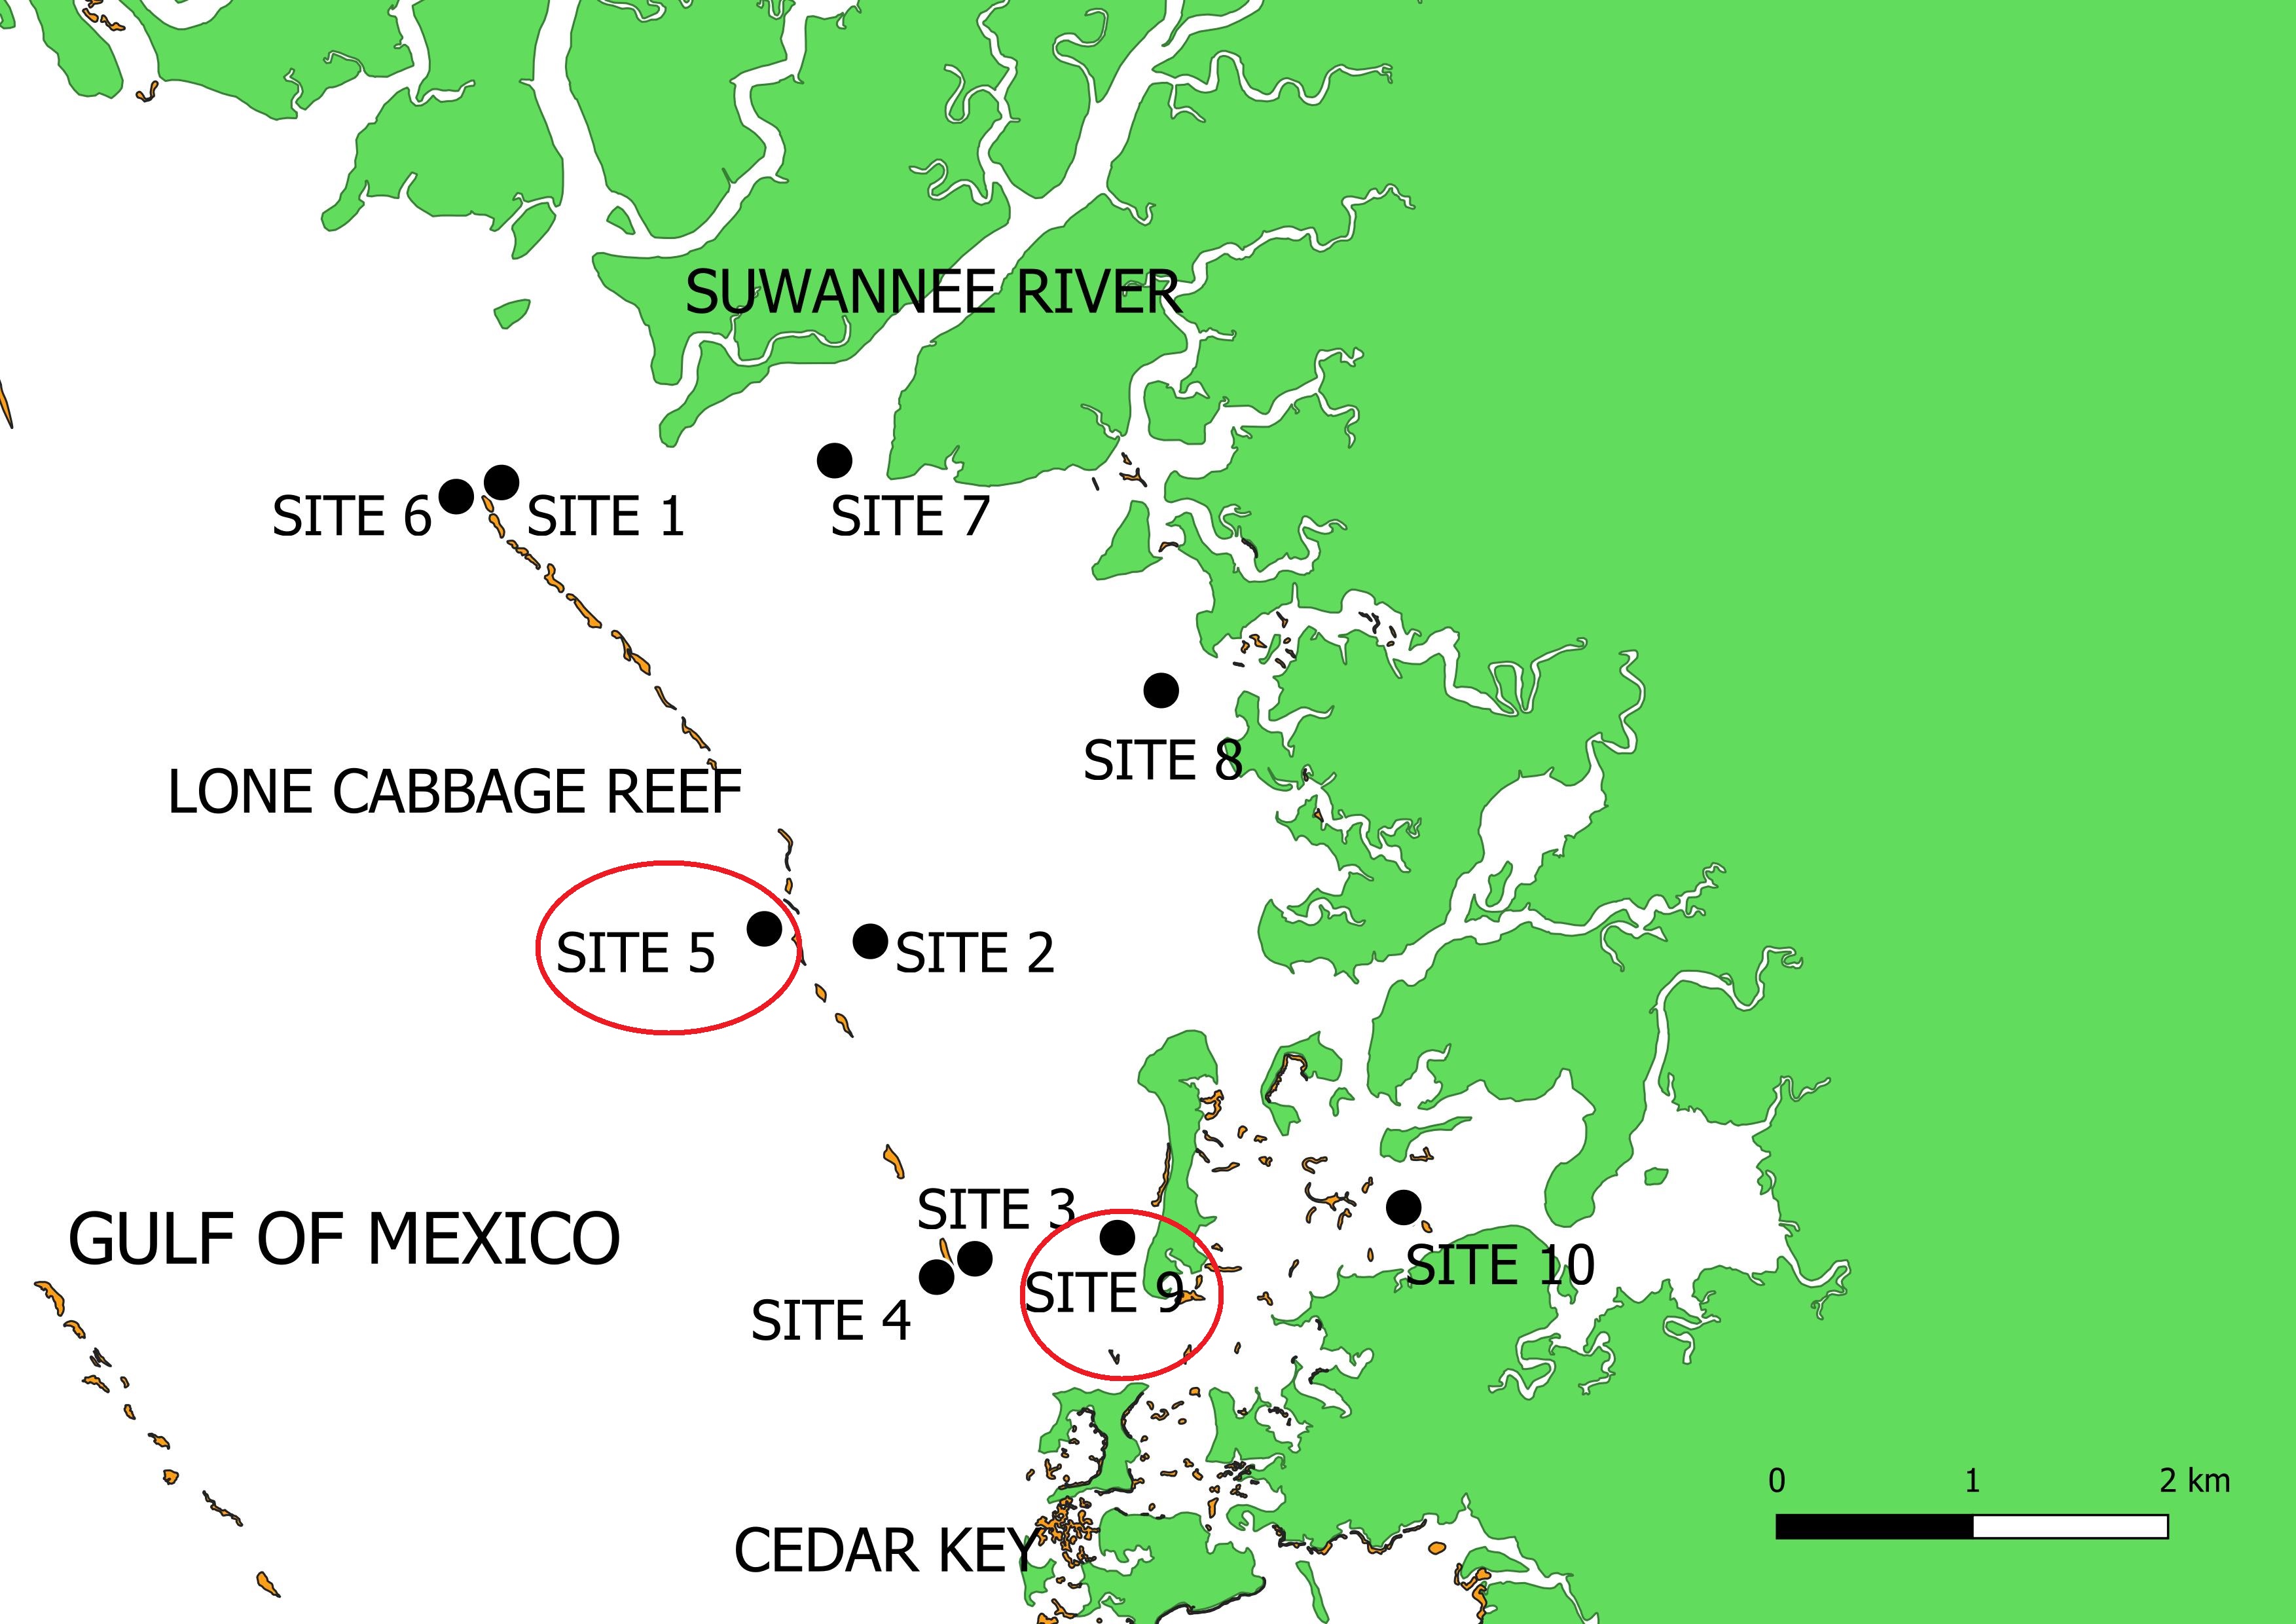 SUWANNEE RIVER
SITE 6
SITE 1
SITE 7
SITE 8
LONE CABBAGE REEF
SITE 5
SITE 2
SITE 3
GULF OF MEXICO
SITE 9
SITE 10
SITE 4
CEDAR KEY
0 1 2 km